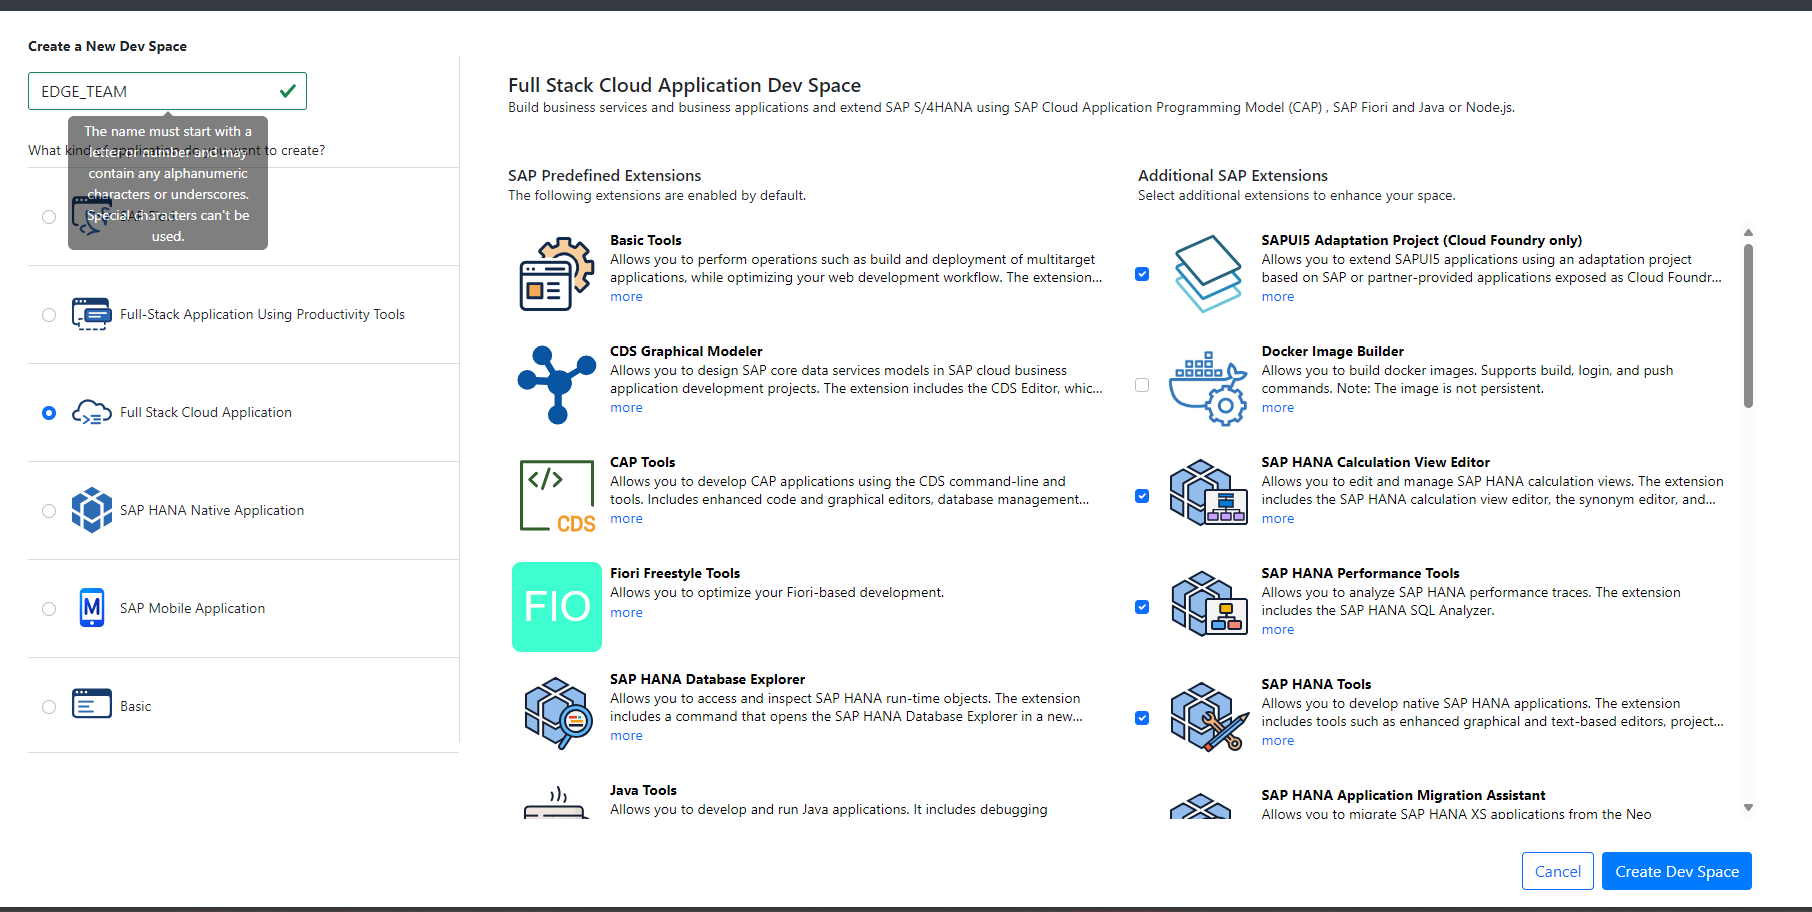 Create a New Dev Space
EDGE_TEAM
The name must start with a
letter or number and may
contain any alphanumeric
characters or underscores.
Special characters can't be
used.
What kind of application do you want to create?
Full-Stack Application Using Productivity Tools
Full Stack Cloud Application
SAP HANA Native Application
M
SAP Mobile Application
Basic
Full Stack Cloud Application Dev Space
Build business services and business applications and extend SAP S/4HANA using SAP Cloud Application Programming Model (CAP) , SAP Fiori and Java or Node.js.
SAP Predefined Extensions
The following extensions are enabled by default.
Basic Tools
Allows you to perform operations such as build and deployment of multitarget
applications, while optimizing your web development workflow. The extension...
more
CDS Graphical Modeler
Allows you to design SAP core data services models in SAP cloud business
application development projects. The extension includes the CDS Editor, whic...
more
</>
CDS
CAP Tools
Allows you to develop CAP applications using the CDS command-line and
tools. Includes enhanced code and graphical editors, database management...
more
FIO
Fiori Freestyle Tools
Allows you to optimize your Fiori-based development.
more
SAP HANA Database Explorer
Allows you to access and inspect SAP HANA run-time objects. The extension
includes a command that opens the SAP HANA Database Explorer in a new...
more
Java Tools
Allows you to develop and run Java applications. It includes debugging
Additional SAP Extensions
Select additional extensions to enhance your space.
SAPUI5 Adaptation Project (Cloud Foundry only)
Allows you to extend SAPUI5 applications using an adaptation project
based on SAP or partner-provided applications exposed as Cloud Foundr...
more
Docker Image Builder
Allows you to build docker images. Supports build, login, and push
commands. Note: The image is not persistent.
more
SAP HANA Calculation View Editor
Allows you to edit and manage SAP HANA calculation views. The extension
includes the SAP HANA calculation view editor, the synonym editor, and...
more
SAP HANA Performance Tools
Allows you to analyze SAP HANA performance traces. The extension
includes the SAP HANA SQL Analyzer.
more
SAP HANA Tools
Allows you to develop native SAP HANA applications. The extension
includes tools such as enhanced graphical and text-based editors, project...
more
SAP HANA Application Migration Assistant
Allows you to migrate SAP HANA XS applications from the Neo
Cancel
Create Dev Space